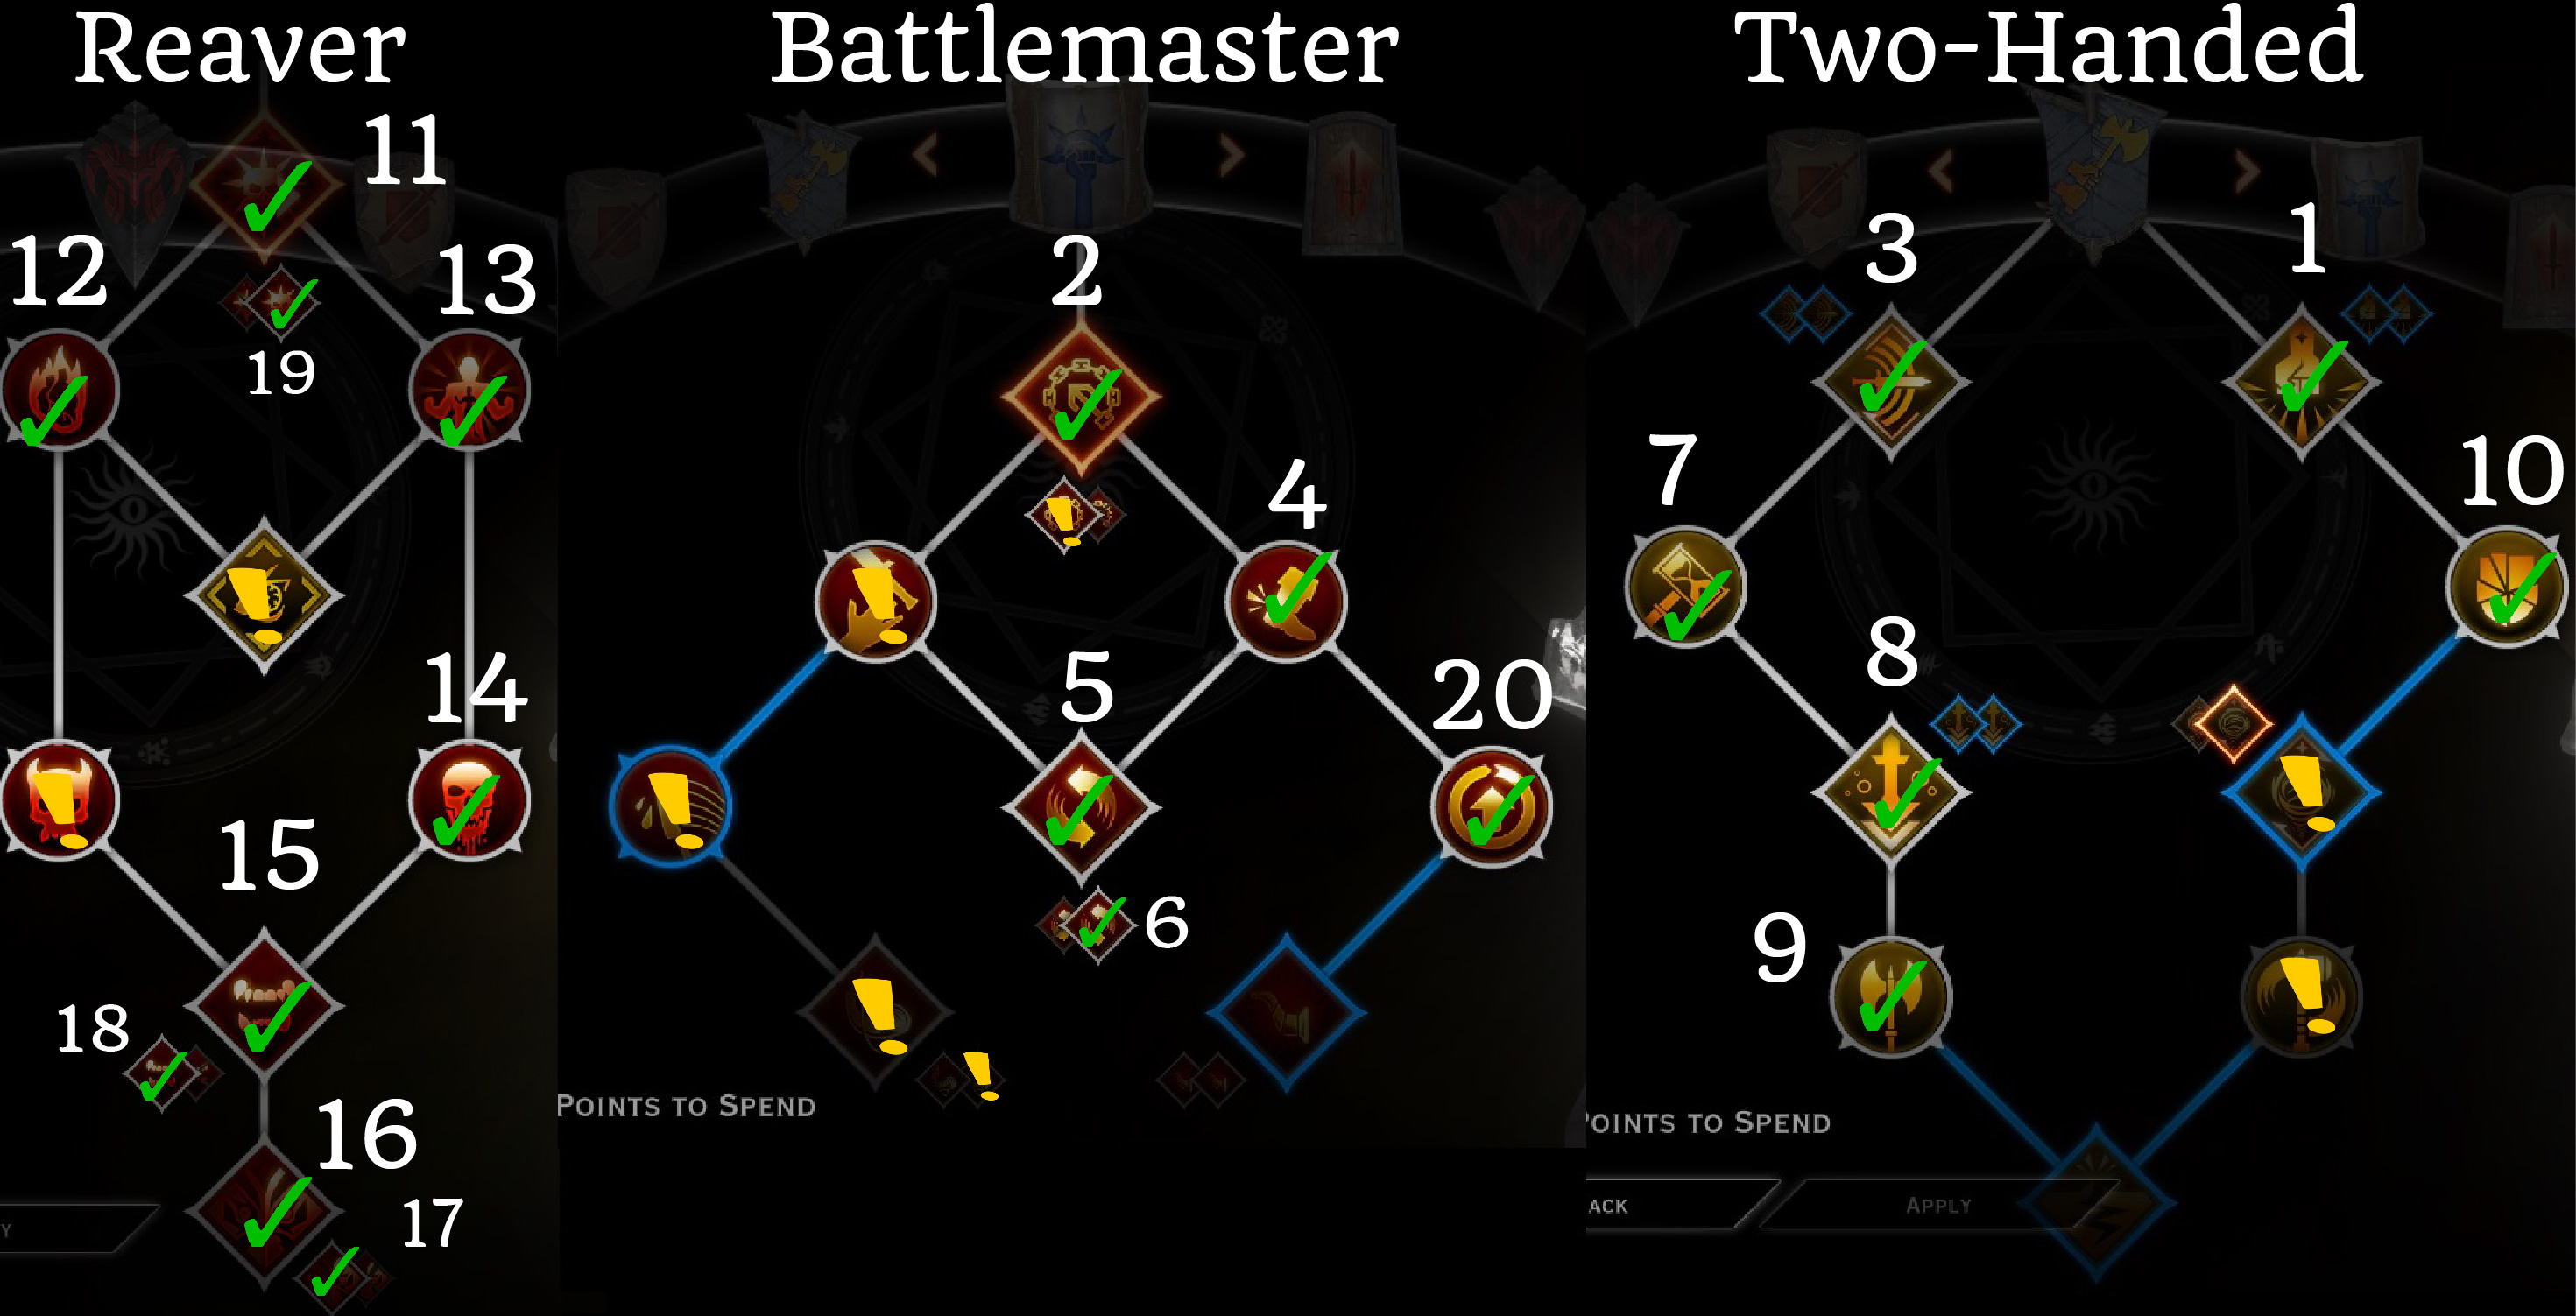 Reaver
Battlemaster
Two-Handed
11
12
13
19
14
15
18
16
17
Y
2
4
5
20
6
POINTS TO SPEND
3
1
7
10
8
9
POINTS TO SPEND
ACK
APPLY